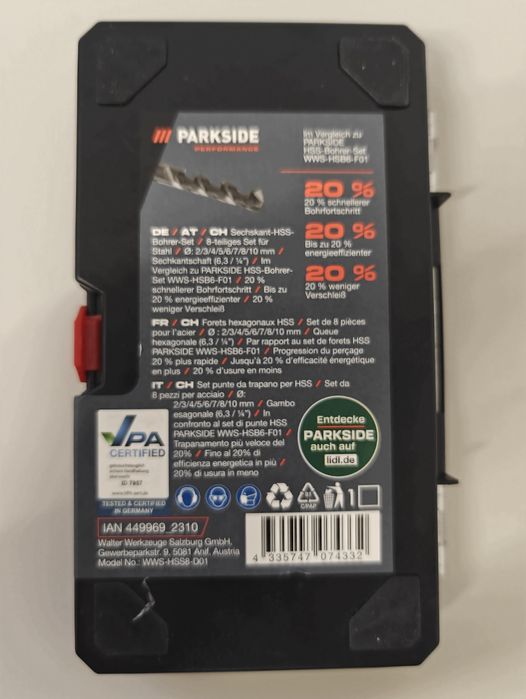 PARKSIDE
PERFORMANCE
Im Vergleich zu
PARKSIDE
HSS-Bohrer-Set
WWS-HSB6-F01
20 %
20 % schnellerer
Bohrfortschritt
20 %
Bis zu 20 %
energieeffizienter
20 %
20 % weniger
Verschleiß
DE / AT / CH Sechskant-HSS-
Bohrer-Set / 8-teiliges Set für
Stahl / Ø: 2/3/4/5/6/7/8/10 mm /
Sechskantschaft (6,3 / ¼") / Im
Vergleich zu PARKSIDE HSS-Bohrer-
Set WWS-HSB6-F01 / 20 %
schnellerer Bohrfortschritt / Bis zu
20 % energieeffizienter / 20 %
weniger Verschleiß
FR / CH Forets hexagonaux HSS / Set de 8 pièces
pour l'acier / Ø : 2/3/4/5/6/7/8/10 mm / Queue
hexagonale (6,3 / ¼") / Par rapport au set de forets HSS
PARKSIDE WWS-HSB6-F01 / Progression du perçage
20 % plus rapide / Jusqu'à 20 % d'efficacité énergétique
en plus / 20 % d'usure en moins
IT / CH Set punte da trapano per HSS / Set da
8 pezzi per acciaio / Ø:
2/3/4/5/6/7/8/10 mm / Gambo
esagonale (6,3 / ¼") / In
confronto al set di punte HSS
PARKSIDE WWS-HSB6-F01 /
Trapanamento più veloce del
20% / Fino al 20% di
efficienza energetica in più /
20% di usura in meno
VPA
CERTIFIED
ID 7957
TESTED & CERTIFIED
IN GERMANY
Entdecke
PARKSIDE
auch auf
lidl.de
C/PAP
1
IAN 449969_2310
Walter Werkzeuge Salzburg GmbH,
Gewerbeparkstr. 9, 5081 Anif, Austria
Model No.: WWS-HSS8-D01
4 335747 074332